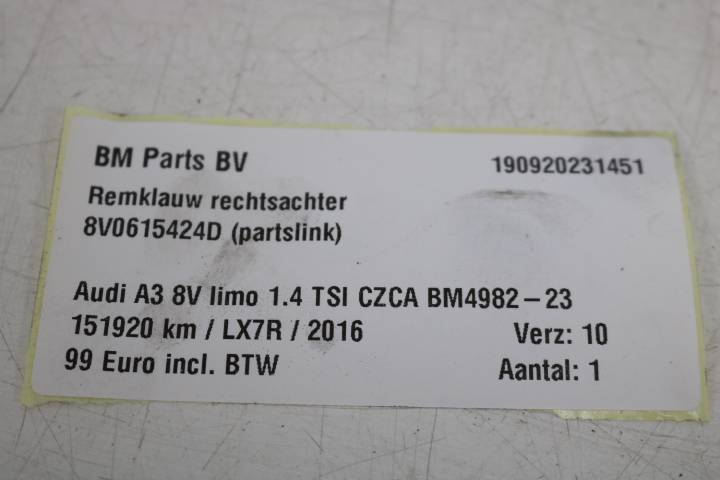 BM Parts BV 190920231451
Remklauw rechtsachter
8V0615424D (partslink)
Audi A3 8V limo 1.4 TSI CZCA BM4982-23
151920 km / LX7R / 2016 Verz: 10
99 Euro incl. BTW Aantal: 1